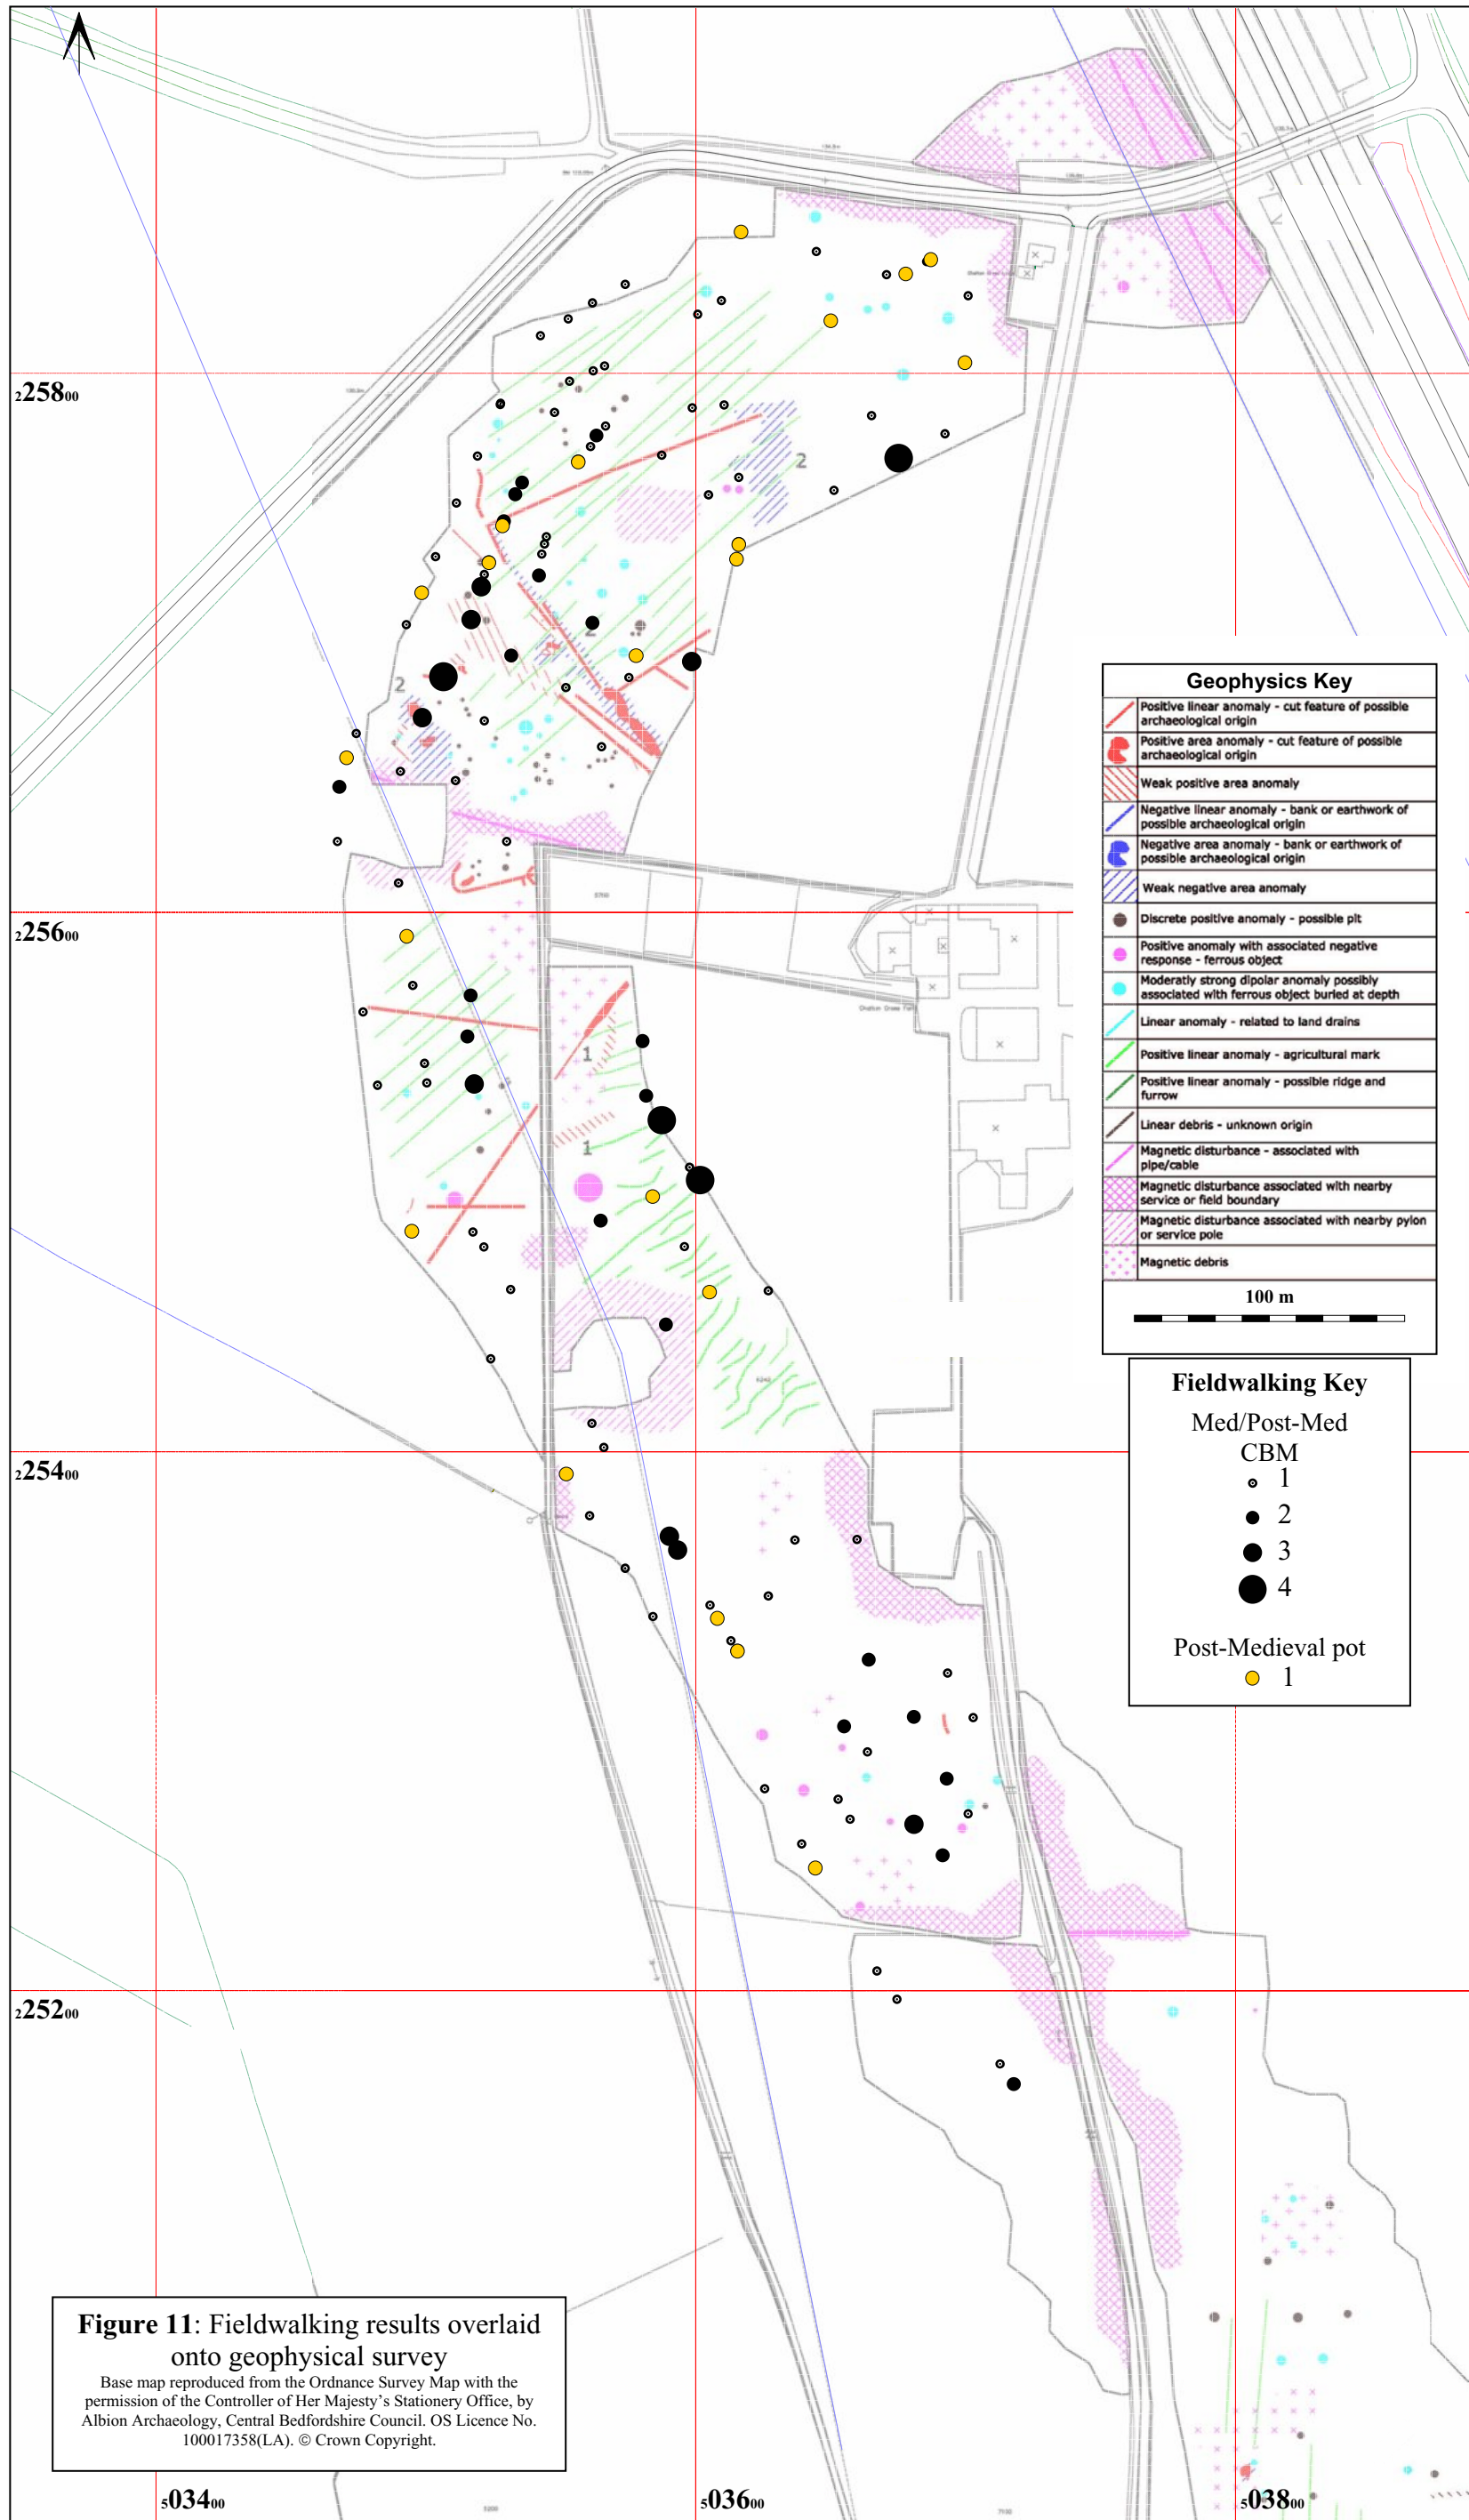 2
225800
2
2
2
Geophysics Key
Positive linear anomaly - cut feature of possible
archaeological origin
Positive area anomaly - cut feature of possible
archaeological origin
Weak positive area anomaly
Negative linear anomaly - bank or earthwork of
possible archaeological origin
Negative area anomaly - bank or earthwork of
possible archaeological origin
Weak negative area anomaly
Discrete positive anomaly - possible pit
Positive anomaly with associated negative
response - ferrous object
Moderatly strong dipolar anomaly possibly
associated with ferrous object buried at depth
Linear anomaly - related to land drains
Positive linear anomaly - agricultural mark
Positive linear anomaly - possible ridge and
furrow
Linear debris - unknown origin
Magnetic disturbance - associated with
pipe/cable
Magnetic disturbance associated with nearby
service or field boundary
Magnetic disturbance associated with nearby pylon
or service pole
Magnetic debris
100 m
225600
1
1
Fieldwalking Key
Med/Post-Med
CBM
1
2
3
4
Post-Medieval pot
1
225400
225200
Figure 11: Fieldwalking results overlaid
onto geophysical survey
Base map reproduced from the Ordnance Survey Map with the
permission of the Controller of Her Majesty's Stationery Office, by
Albion Archaeology, Central Bedfordshire Council. OS Licence No.
100017358(LA). © Crown Copyright.
503400
503600
503800